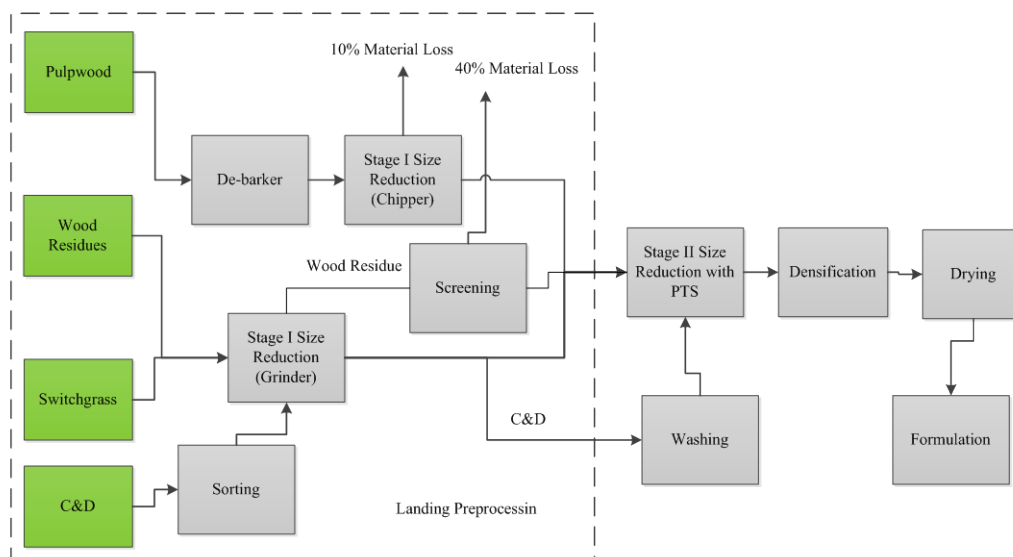 10% Material Loss
40% Material Loss
Pulpwood
De-barker
Stage I Size
Reduction
(Chipper)
Wood
Residues
Wood Residue
Screening
Stage II Size
Reduction with
PTS
Densification
Drying
Stage I Size
Reduction
(Grinder)
Switchgrass
C&D
Washing
Formulation
C&D
Sorting
Landing Preprocessin